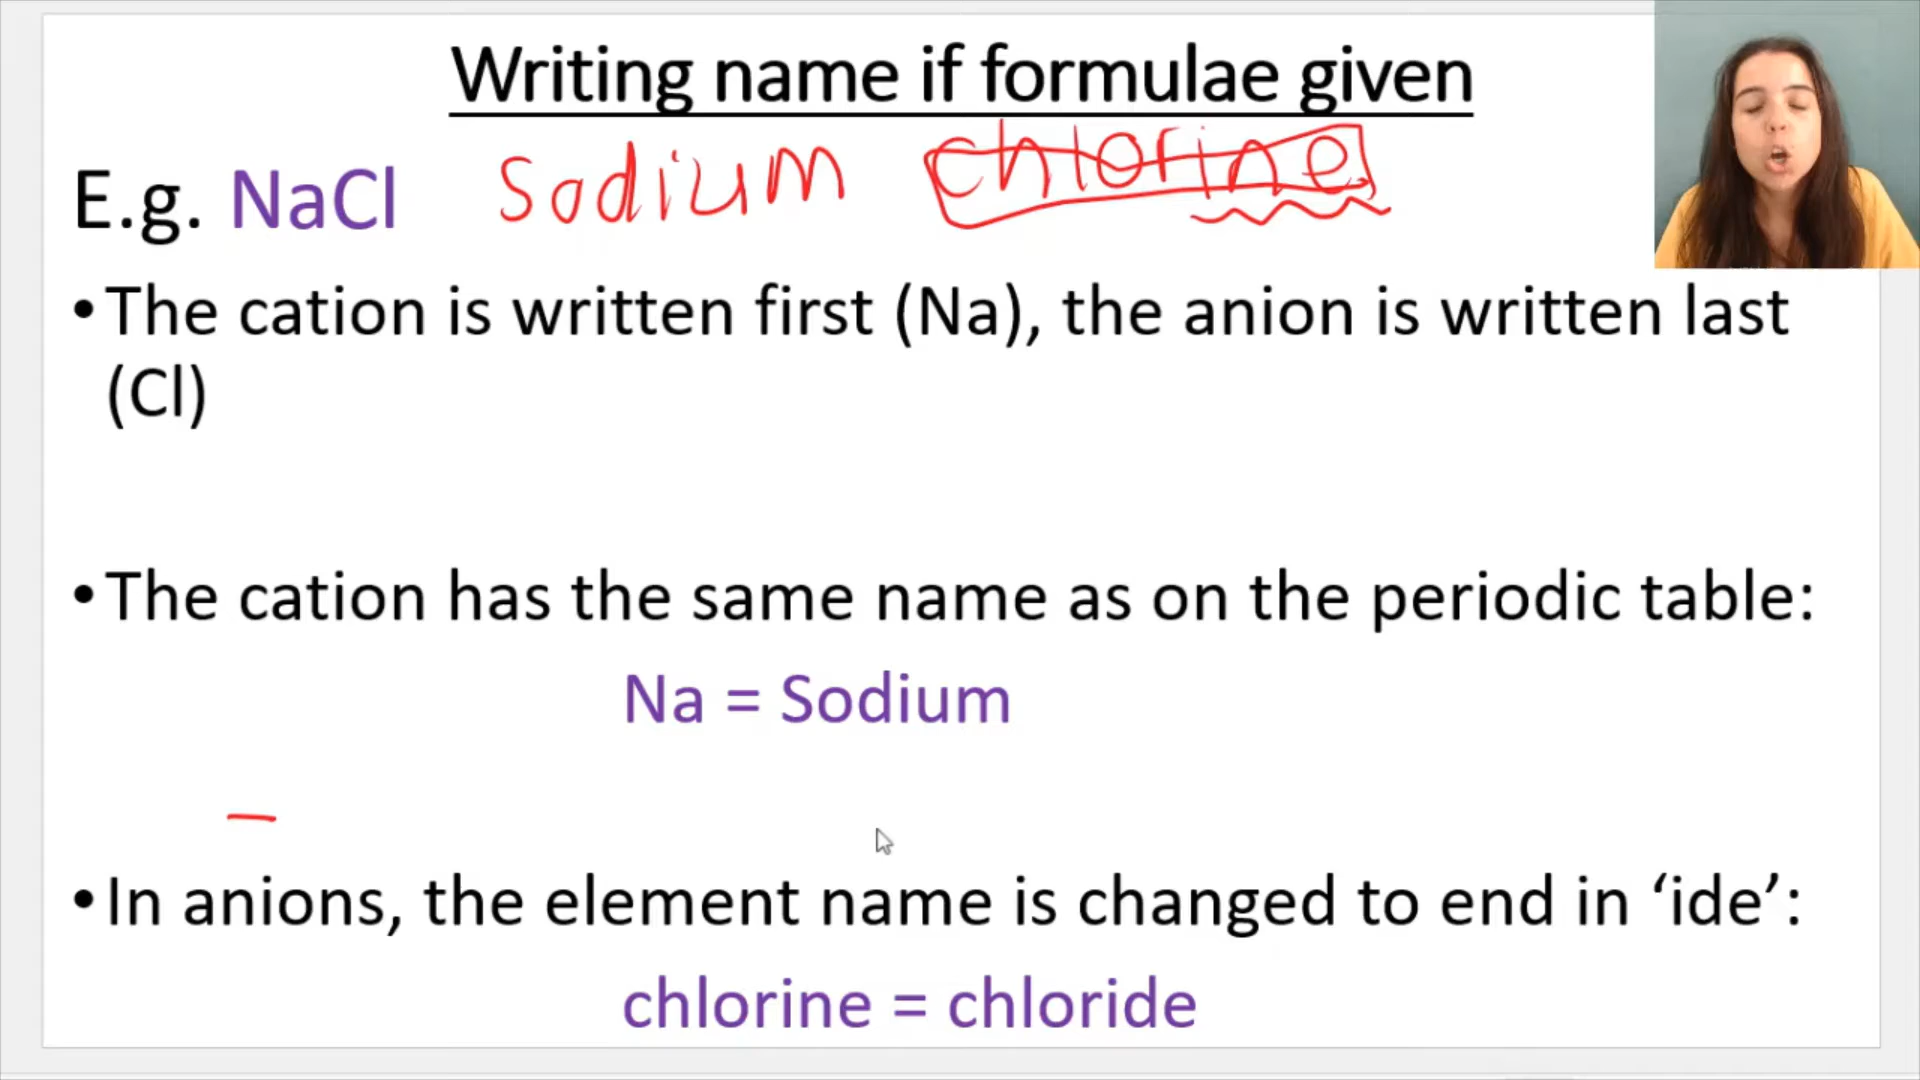 Writing name if formulae given
E.g. NaCl Sodium chlorine
•The cation is written first (Na), the anion is written last
(Cl)
•The cation has the same name as on the periodic table:
Na = Sodium
•In anions, the element name is changed to end in ‘ide’:
chlorine = chloride